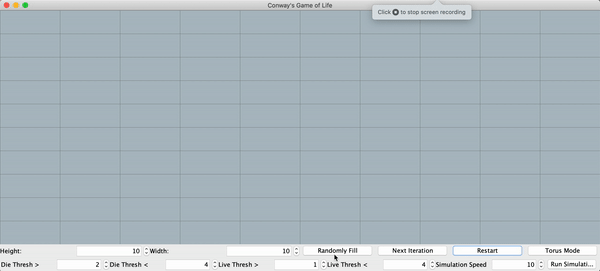 Conway's Game of Life
Click to stop screen recording
Height: 10 Width: 10 Randomly Fill Next Iteration Restart Torus Mode
Die Thresh > 2 Die Thresh < 4 Live Thresh > 1 Live Thresh < 4 Simulation Speed 10 Run Simulati...